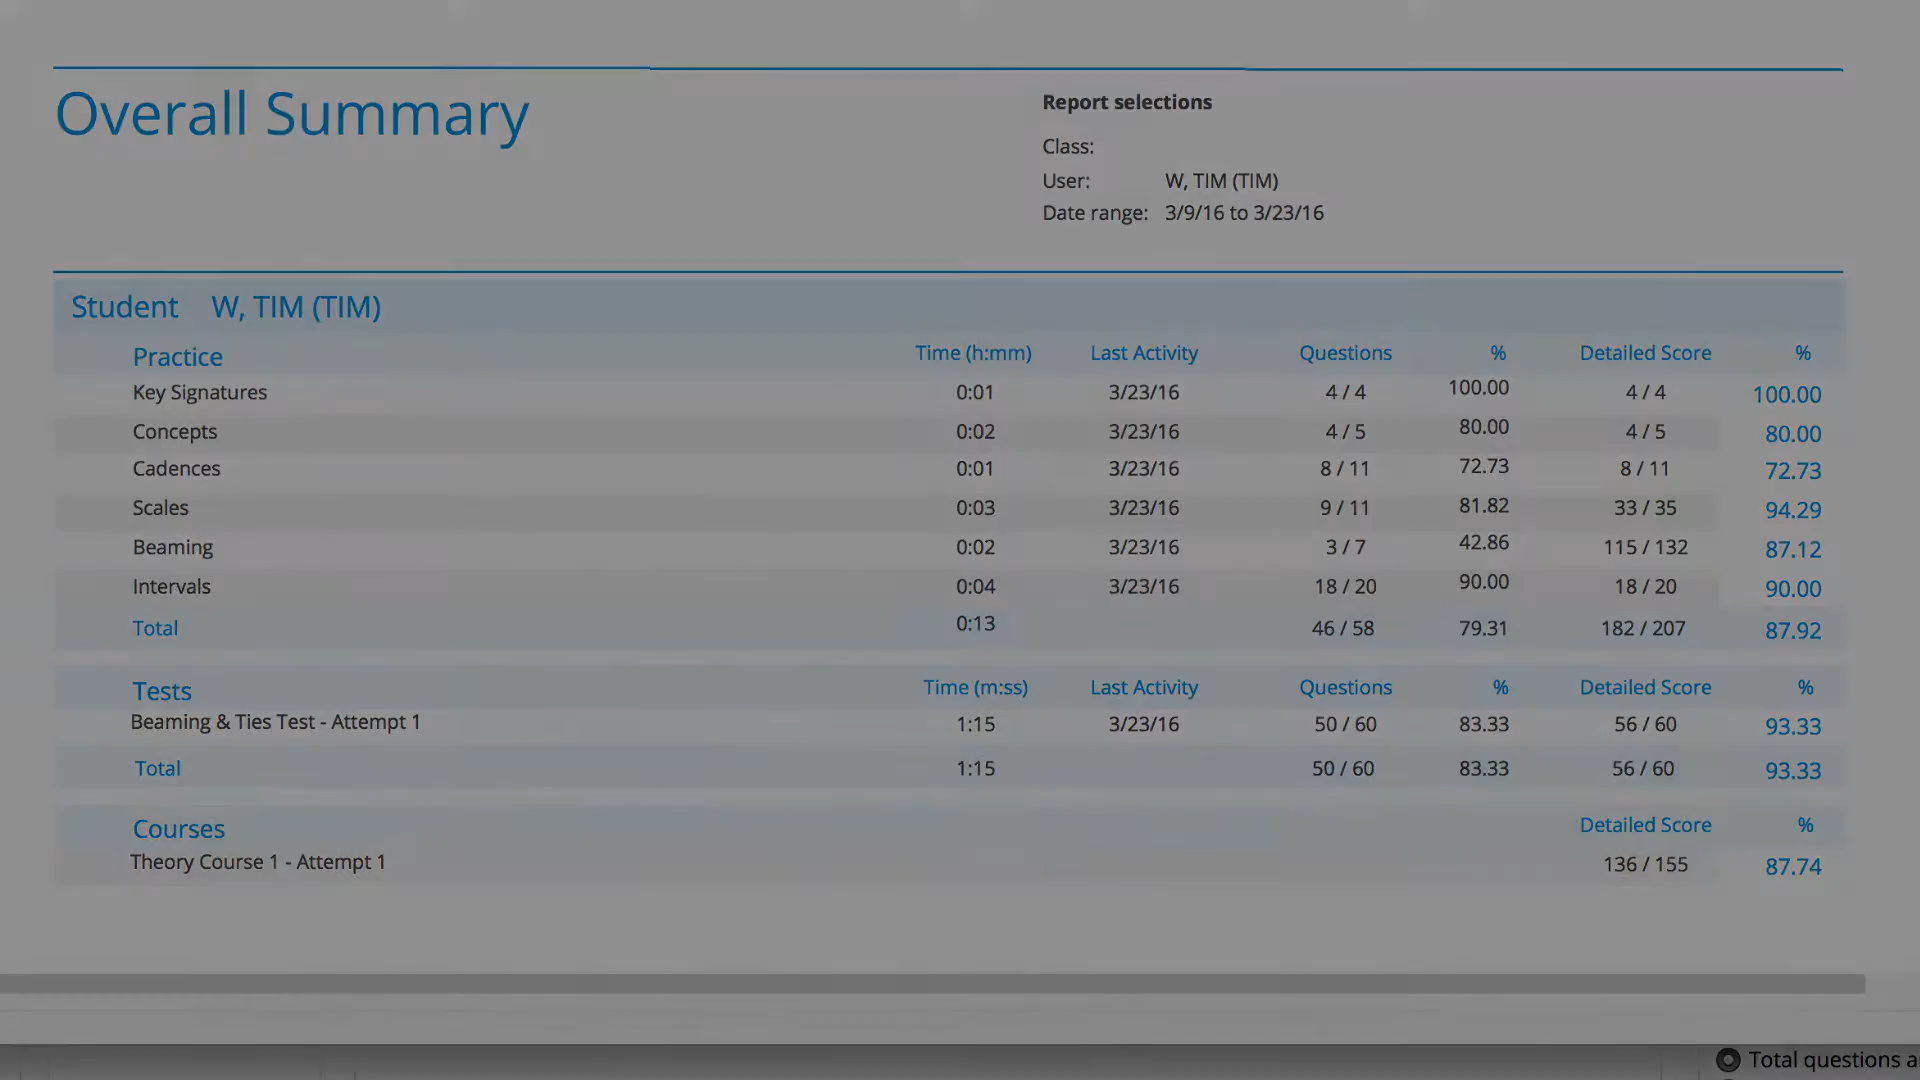 Overall Summary
Report selections
Class:
User: W, TIM (TIM)
Date range: 3/9/16 to 3/23/16
Student W, TIM (TIM)
Practice Time (h:mm) Last Activity Questions % Detailed Score %
Key Signatures 0:01 3/23/16 4 / 4 100.00 4 / 4 100.00
Concepts 0:02 3/23/16 4 / 5 80.00 4 / 5 80.00
Cadences 0:01 3/23/16 8 / 11 72.73 8 / 11 72.73
Scales 0:03 3/23/16 9 / 11 81.82 33 / 35 94.29
Beaming 0:02 3/23/16 3 / 7 42.86 115 / 132 87.12
Intervals 0:04 3/23/16 18 / 20 90.00 18 / 20 90.00
Total 0:13 46 / 58 79.31 182 / 207 87.92
Tests Time (m:ss) Last Activity Questions % Detailed Score %
Beaming & Ties Test - Attempt 1 1:15 3/23/16 50 / 60 83.33 56 / 60 93.33
Total 1:15 50 / 60 83.33 56 / 60 93.33
Courses Detailed Score %
Theory Course 1 - Attempt 1 136 / 155 87.74
Total questions a